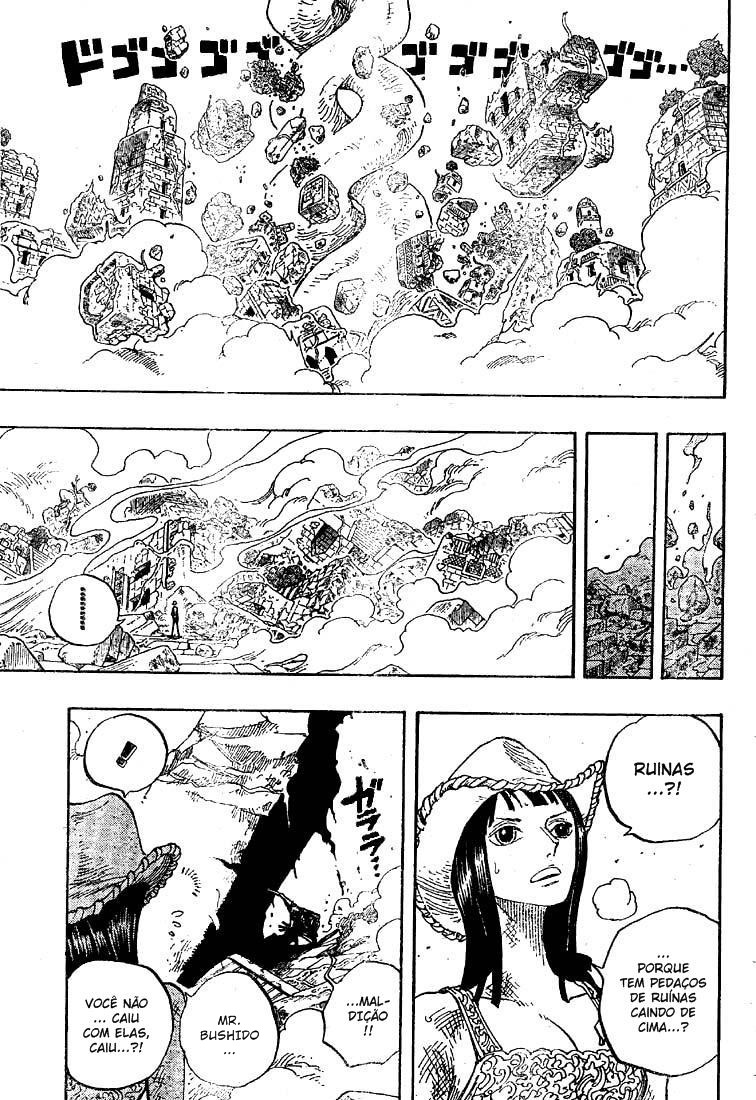 ドゴゴゴゴ
ゴゴゴゴゴゴ...
.........
RUINAS
...?!
...
PORQUE
TEM PEDAÇOS
DE RUÍNAS
CAINDO DE
CIMA...?
!
ガララ...
...MAL-
DIÇÃO
!!
MR.
BUSHIDO
...
VOCÊ NÃO
... CAIU
COM ELAS,
CAIU...?!